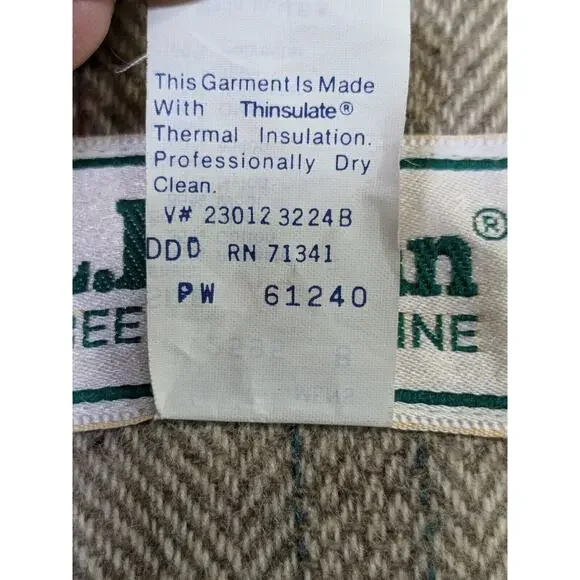 This Garment Is Made
With Thinsulate®
Thermal Insulation.
Professionally Dry
Clean.
V# 23012 3224B
DDD RN 71341
PW 61240
®